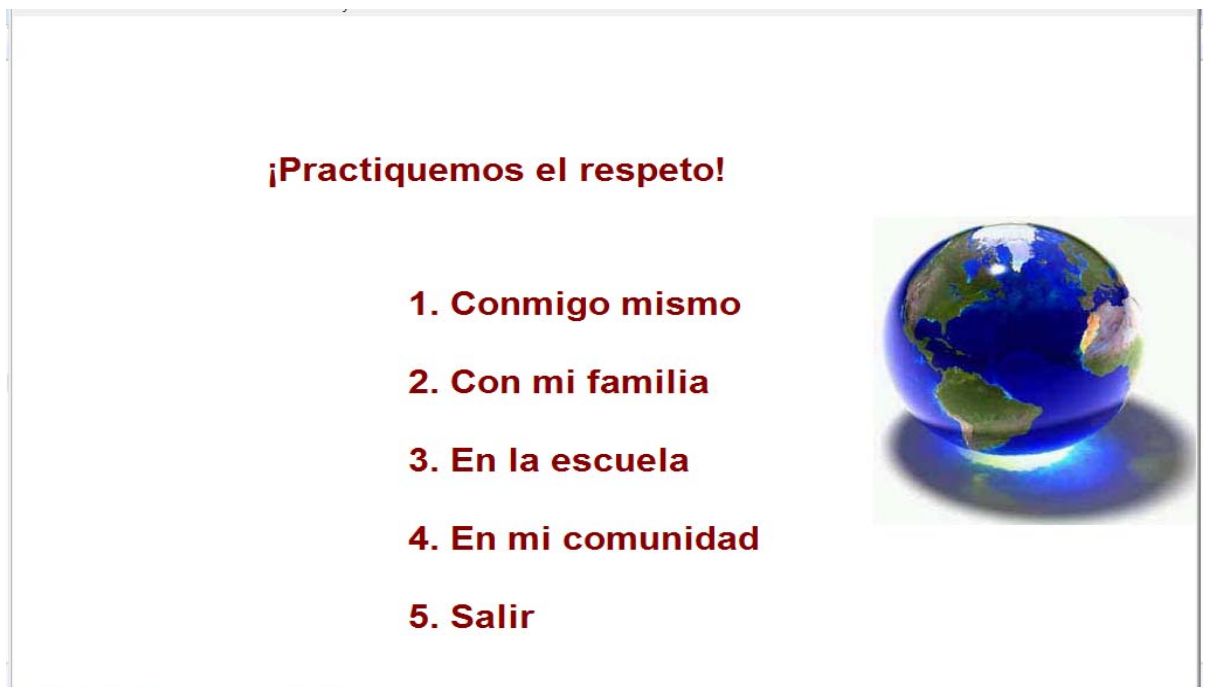 ¡Practiquemos el respeto!
1. Conmigo mismo
2. Con mi familia
3. En la escuela
4. En mi comunidad
5. Salir